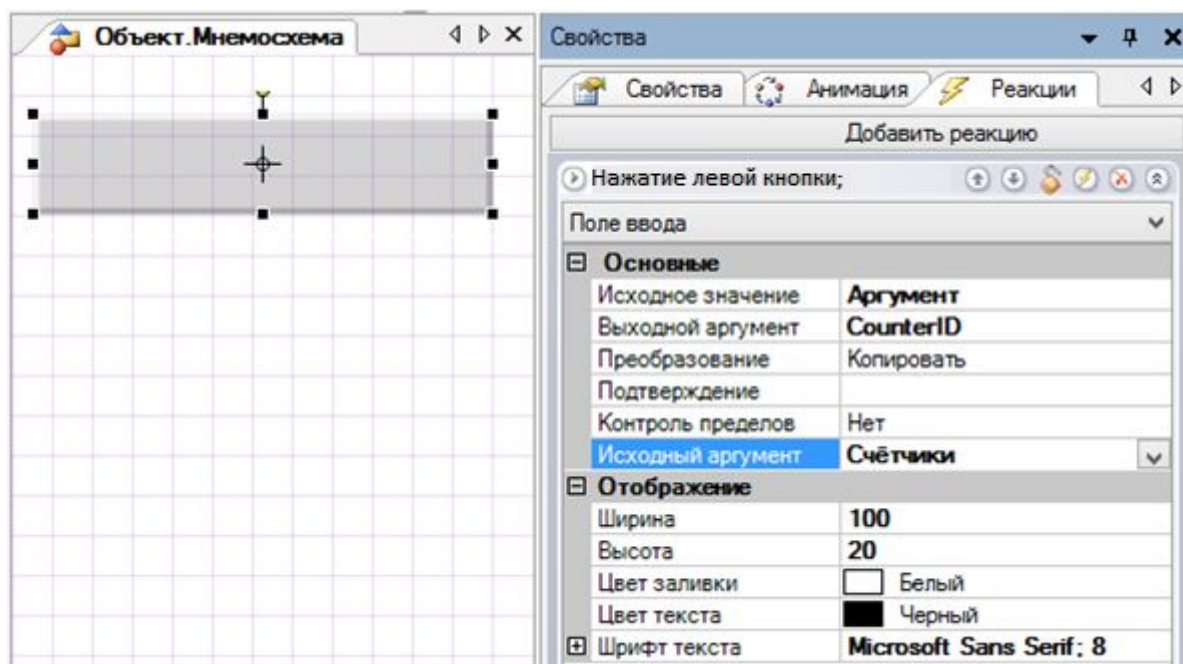 Объект.Мнемосхема
Свойства
Свойства Анимация Реакции
Добавить реакцию
Нажатие левой кнопки;
Поле ввода
Основные
Исходное значение Аргумент
Выходной аргумент CounterID
Преобразование Копировать
Подтверждение
Контроль пределов Нет
Исходный аргумент Счётчики
Отображение
Ширина 100
Высота 20
Цвет заливки Белый
Цвет текста Черный
Шрифт текста Microsoft Sans Serif; 8